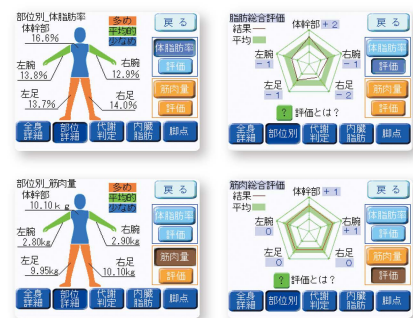 部位別_体脂肪率
体幹部
16.6%
多め
平均的
少なめ
戻る
体脂肪率
評価
筋肉量
評価
左腕
13.8%
右腕
12.9%
左足
13.7%
右足
14.0%
全身詳細
部位詳細
代謝判定
内臓脂肪
脚点
脂肪総合評価
結果
平均
体幹部+2
戻る
体脂肪率
評価
筋肉量
評価
左腕
-1
右腕
-1
左足
-1
右足
-2
? 評価とは?
全身詳細
部位別
代謝判定
内臓脂肪
脚点
部位別_筋肉量
体幹部
10.10kg
多め
平均的
少なめ
戻る
体脂肪率
評価
筋肉量
評価
左腕
2.80kg
右腕
2.90kg
左足
9.95kg
右足
10.10kg
全身詳細
部位詳細
代謝判定
内臓脂肪
脚点
筋肉総合評価
結果
平均
体幹部+1
戻る
体脂肪率
評価
筋肉量
評価
左腕
0
右腕
+1
左足
0
右足
0
? 評価とは?
全身詳細
部位別
代謝判定
内臓脂肪
脚点